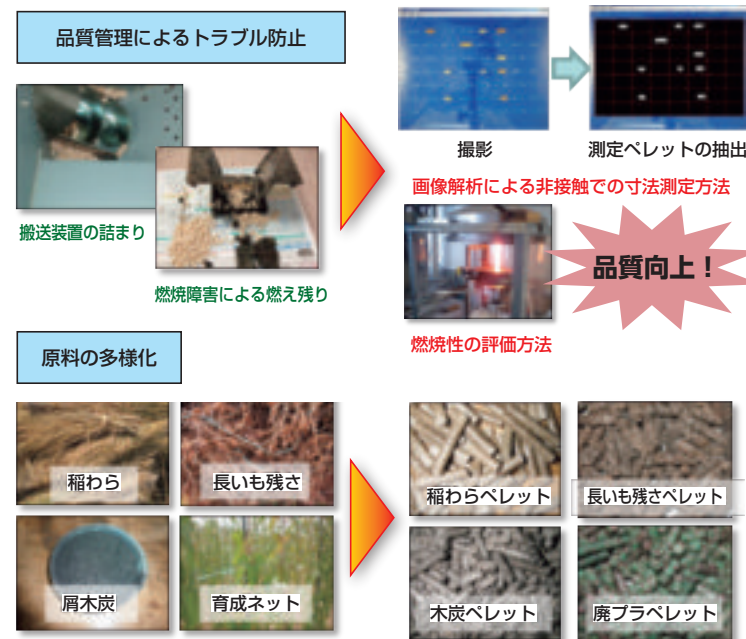 品質管理によるトラブル防止
搬送装置の詰まり
燃焼障害による燃え残り
撮影
測定ペレットの抽出
画像解析による非接触での寸法測定方法
品質向上！
燃焼性の評価方法
原料の多様化
稲わら
長いも残さ
屑木炭
育成ネット
稲わらペレット
長いも残さペレット
木炭ペレット
廃プラペレット